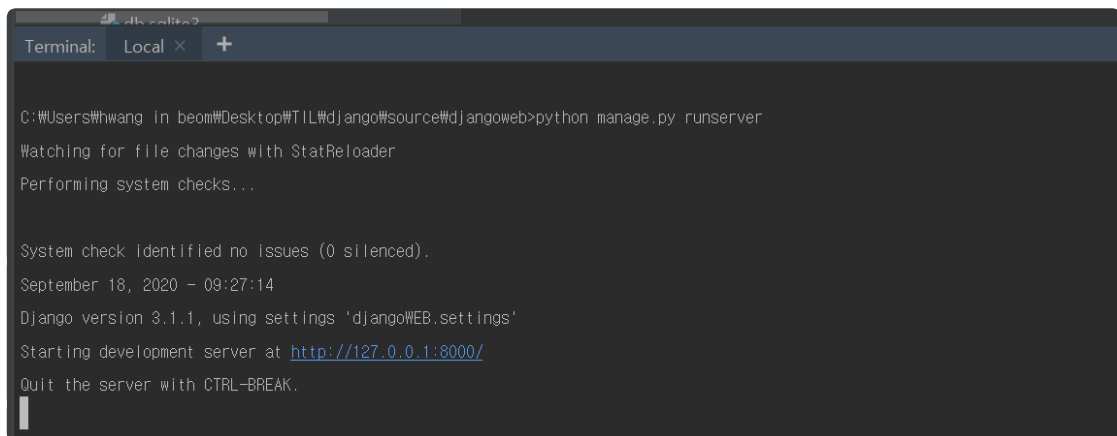 db.sqlite3
Terminal: Local × +
C:₩Users₩hwang in beom₩Desktop₩TIL₩django₩source₩djangoweb>python manage.py runserver
Watching for file changes with StatReloader
Performing system checks...
System check identified no issues (0 silenced).
September 18, 2020 - 09:27:14
Django version 3.1.1, using settings 'djangoWEB.settings'
Starting development server at http://127.0.0.1:8000/
Quit the server with CTRL-BREAK.